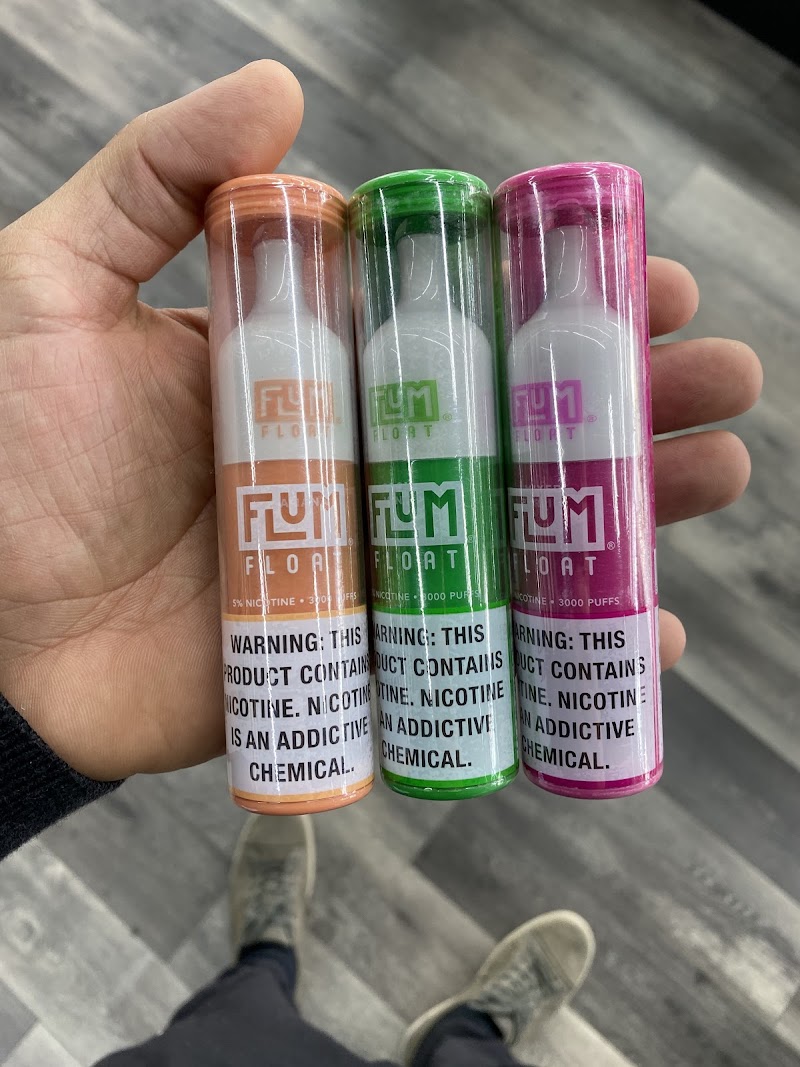 FLUM®
FLOAT
FLUM®
FLOAT
5% NICOTINE • 3000 PUFFS
WARNING: THIS
PRODUCT CONTAINS
NICOTINE. NICOTINE
IS AN ADDICTIVE
CHEMICAL.
FLUM®
FLOAT
FLUM
FLOAT
NICOTINE • 3000 PUFFS
ARNING: THIS
DUCT CONTAINS
OTINE. NICOTINE
AN ADDICTIVE
CHEMICAL.
FLUM®
FLOAT
FLUM®
FLOAT
NICOTINE • 3000 PUFFS
ARNING: THIS
UCT CONTAINS
TINE. NICOTINE
AN ADDICTIVE
CHEMICAL.